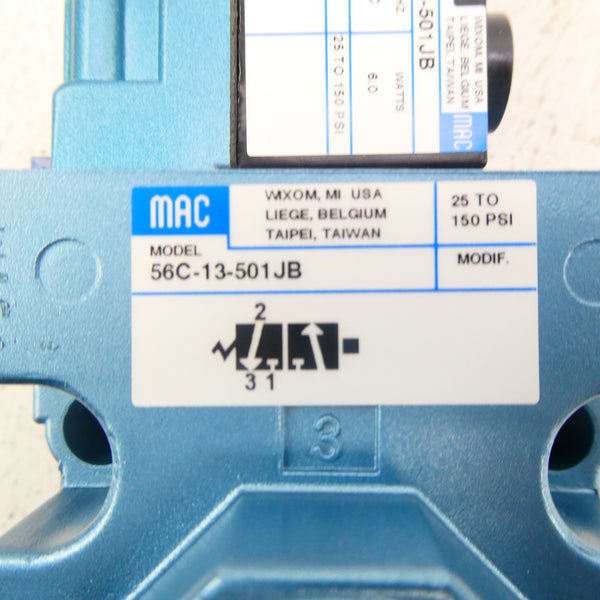 -501JB
WIXOM, MI USA
LIEGE, BELGIUM
TAIPEI, TAIWAN
MAC
HZ
WATTS
6.0
25 TO 150 PSI
MAC
WIXOM, MI USA
LIEGE, BELGIUM
TAIPEI, TAIWAN
25 TO
150 PSI
MODEL
56C-13-501JB
MODIF.
2
3 1
3